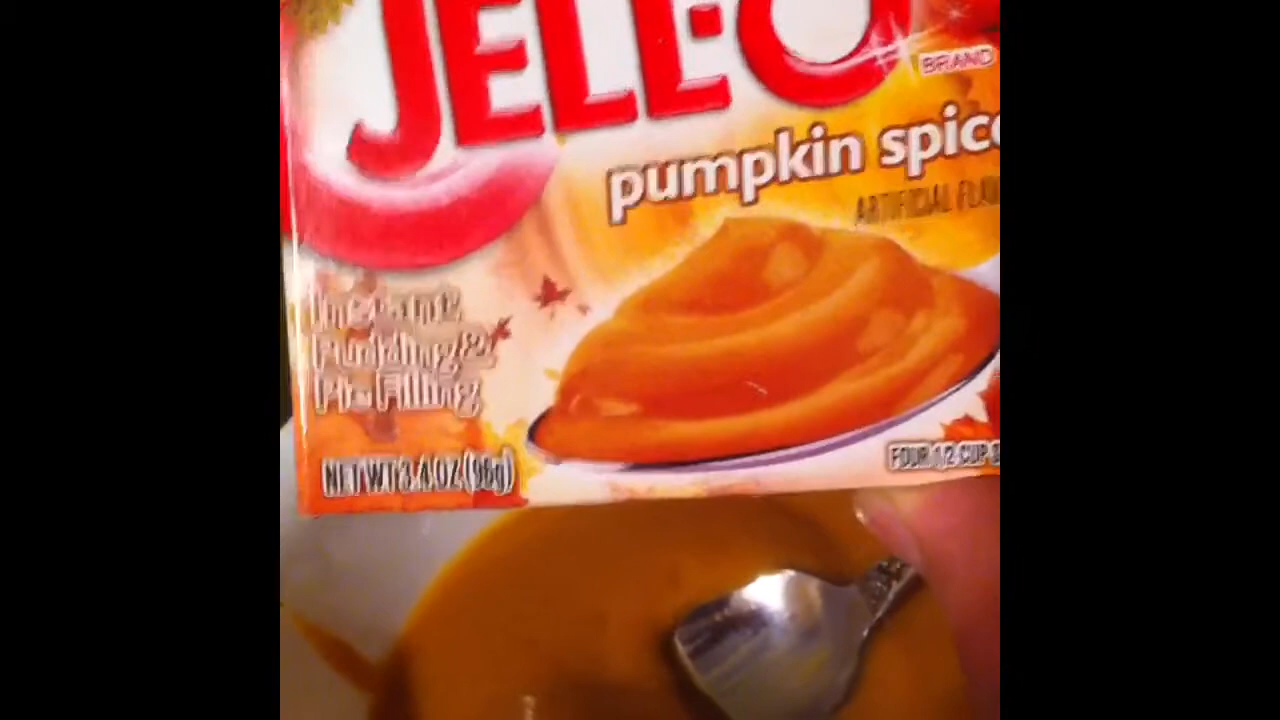 JELL-O
BRAND
pumpkin spice
ARTIFICIAL FLAV
Instant
Pudding &
Pie Filling
NET WT 3.4 OZ (96g)
FOUR 1/2 CUP S